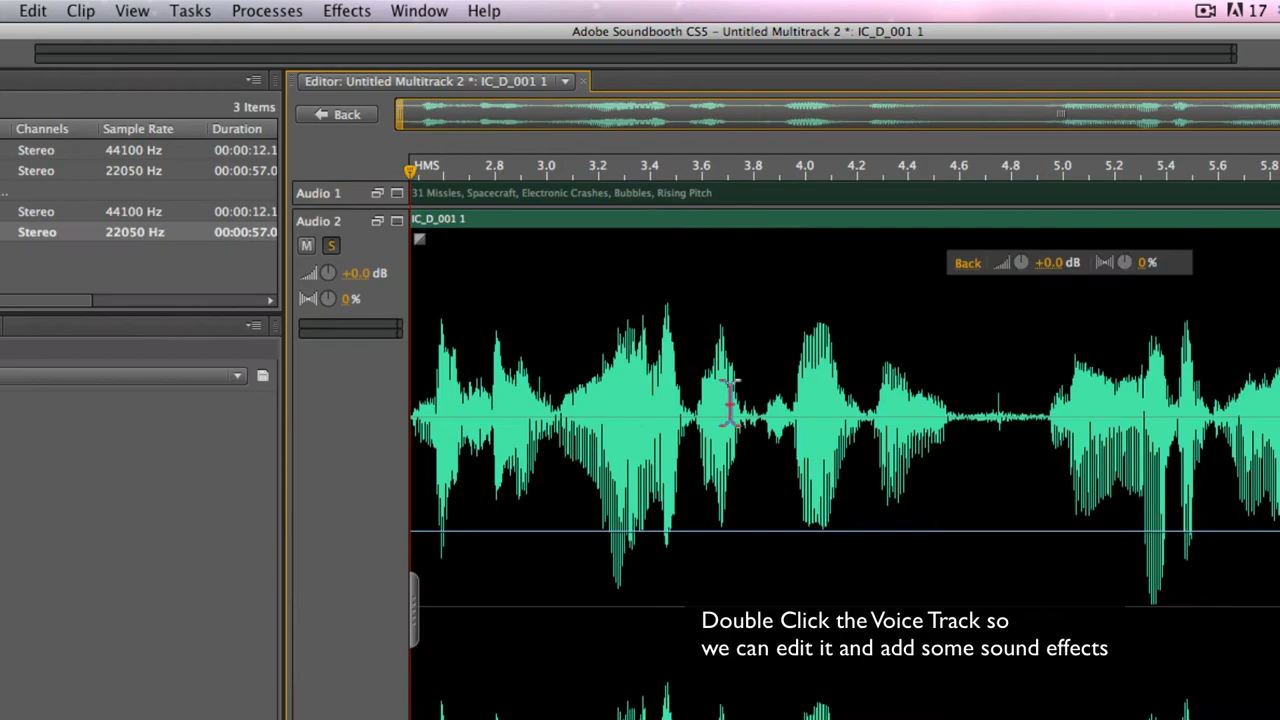 Edit Clip View Tasks Processes Effects Window Help 17
Adobe Soundbooth CS5 - Untitled Multitrack 2 *: IC_D_001 1
Editor: Untitled Multitrack 2 *: IC_D_001 1
3 Items
Back
Channels Sample Rate Duration
Stereo 44100 Hz 00:00:12.1
Stereo 22050 Hz 00:00:57.0
..
Stereo 44100 Hz 00:00:12.1
Stereo 22050 Hz 00:00:57.0
HMS 2.8 3.0 3.2 3.4 3.6 3.8 4.0 4.2 4.4 4.6 4.8 5.0 5.2 5.4 5.6 5.8
Audio 1 31 Missles, Spacecraft, Electronic Crashes, Bubbles, Rising Pitch
Audio 2 IC_D_001 1
M S
+0.0 dB
0 %
Back +0.0 dB 0 %
Double Click the Voice Track so
we can edit it and add some sound effects